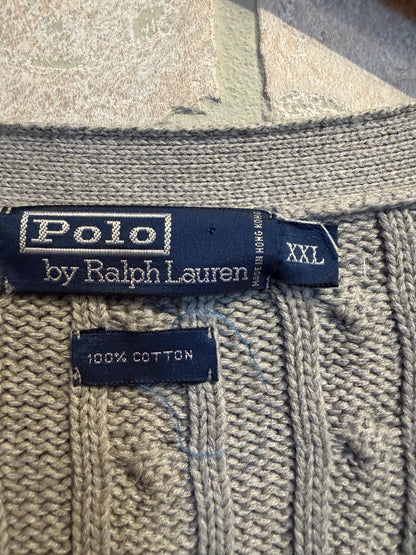 Polo
by Ralph Lauren
MADE IN HONG KONG
XXL
100% COTTON